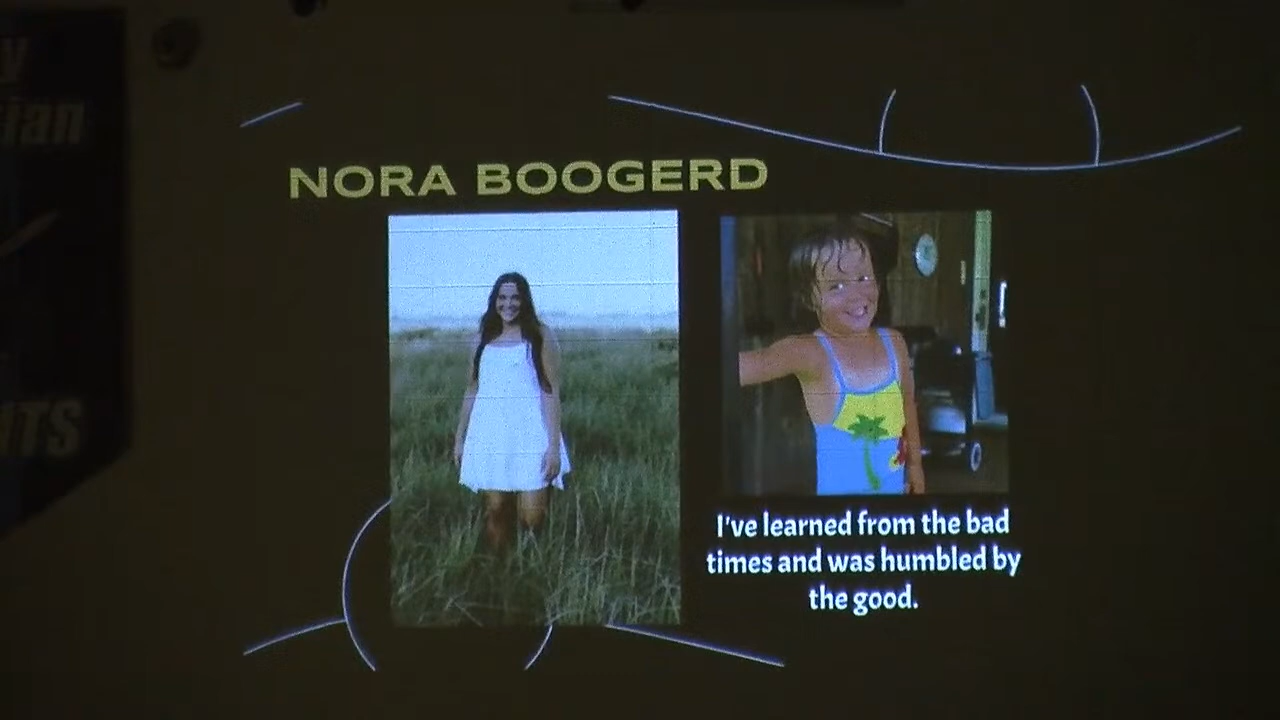 NORA BOOGERD
I've learned from the bad
times and was humbled by
the good.